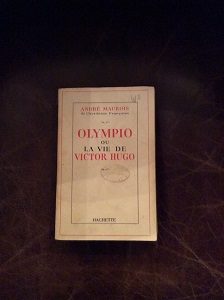 ANDRÉ MAUROIS
de l'Académie française
OLYMPIO
OU
LA VIE DE
VICTOR HUGO
HACHETTE